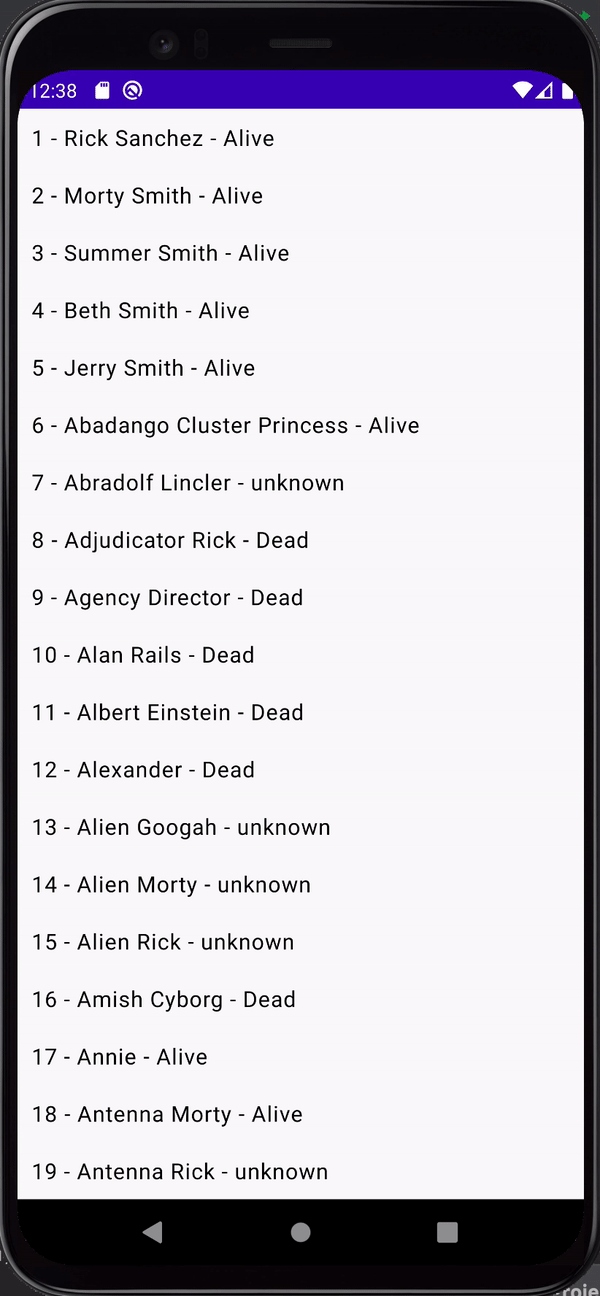 12:38
1 - Rick Sanchez - Alive
2 - Morty Smith - Alive
3 - Summer Smith - Alive
4 - Beth Smith - Alive
5 - Jerry Smith - Alive
6 - Abadango Cluster Princess - Alive
7 - Abradolf Lincler - unknown
8 - Adjudicator Rick - Dead
9 - Agency Director - Dead
10 - Alan Rails - Dead
11 - Albert Einstein - Dead
12 - Alexander - Dead
13 - Alien Googah - unknown
14 - Alien Morty - unknown
15 - Alien Rick - unknown
16 - Amish Cyborg - Dead
17 - Annie - Alive
18 - Antenna Morty - Alive
19 - Antenna Rick - unknown